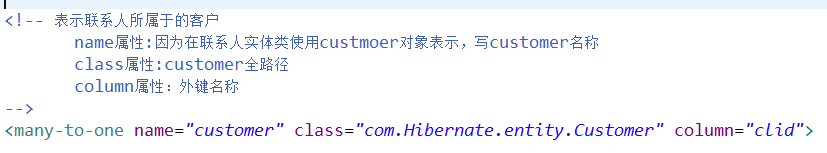 <!-- 表示联系人所属于的客户
name属性:因为在联系人实体类使用custmoer对象表示，写customer名称
class属性:customer全路径
column属性：外键名称
-->
<many-to-one name="customer" class="com.Hibernate.entity.Customer" column="clid">